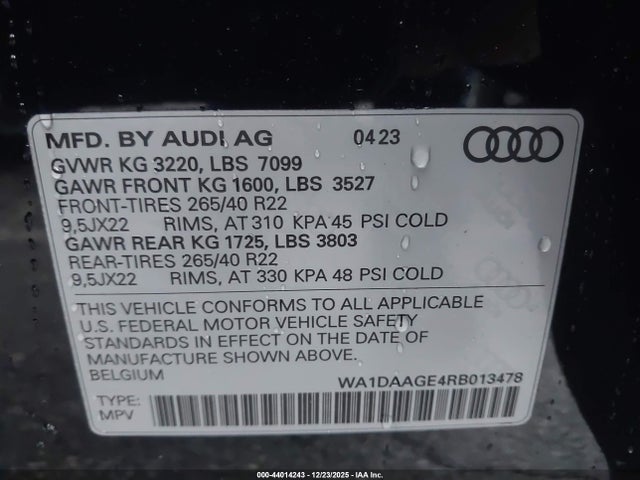 MFD. BY AUDI AG 04 23
GVWR KG 3220, LBS 7099
GAWR FRONT KG 1600, LBS 3527
FRONT-TIRES 265/40 R22
9,5JX22 RIMS, AT 310 KPA 45 PSI COLD
GAWR REAR KG 1725, LBS 3803
REAR-TIRES 265/40 R22
9,5JX22 RIMS, AT 330 KPA 48 PSI COLD
THIS VEHICLE CONFORMS TO ALL APPLICABLE
U.S. FEDERAL MOTOR VEHICLE SAFETY
STANDARDS IN EFFECT ON THE DATE OF
MANUFACTURE SHOWN ABOVE.
BELGIUM WA1DAAGE4RB013478
TYPE:
MPV
000-44014243 | 12/23/2025 | IAA Inc.